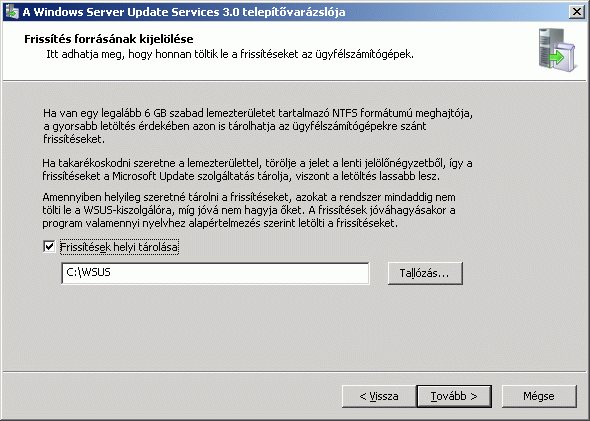 A Windows Server Update Services 3.0 telepítővarázslója
Frissítés forrásának kijelölése
Itt adhatja meg, hogy honnan töltik le a frissítéseket az ügyfélszámítógépek.
Ha van egy legalább 6 GB szabad lemezterületet tartalmazó NTFS formátumú meghajtója,
a gyorsabb letöltés érdekében azon is tárolhatja az ügyfélszámítógépekre szánt
frissítéseket.
Ha takarékoskodni szeretne a lemezterülettel, törölje a jelet a lenti jelölőnégyzetből, így a
frissítéseket a Microsoft Update szolgáltatás tárolja, viszont a letöltés lassabb lesz.
Amennyiben helyileg szeretné tárolni a frissítéseket, azokat a rendszer mindaddig nem
tölti le a WSUS-kiszolgálóra, míg jóvá nem hagyja őket. A frissítések jóváhagyásakor a
program valamennyi nyelvhez alapértelmezés szerint letölti a frissítéseket.
Frissítések helyi tárolása
C:\WSUS
Tallózás...
< Vissza
Tovább >
Mégse